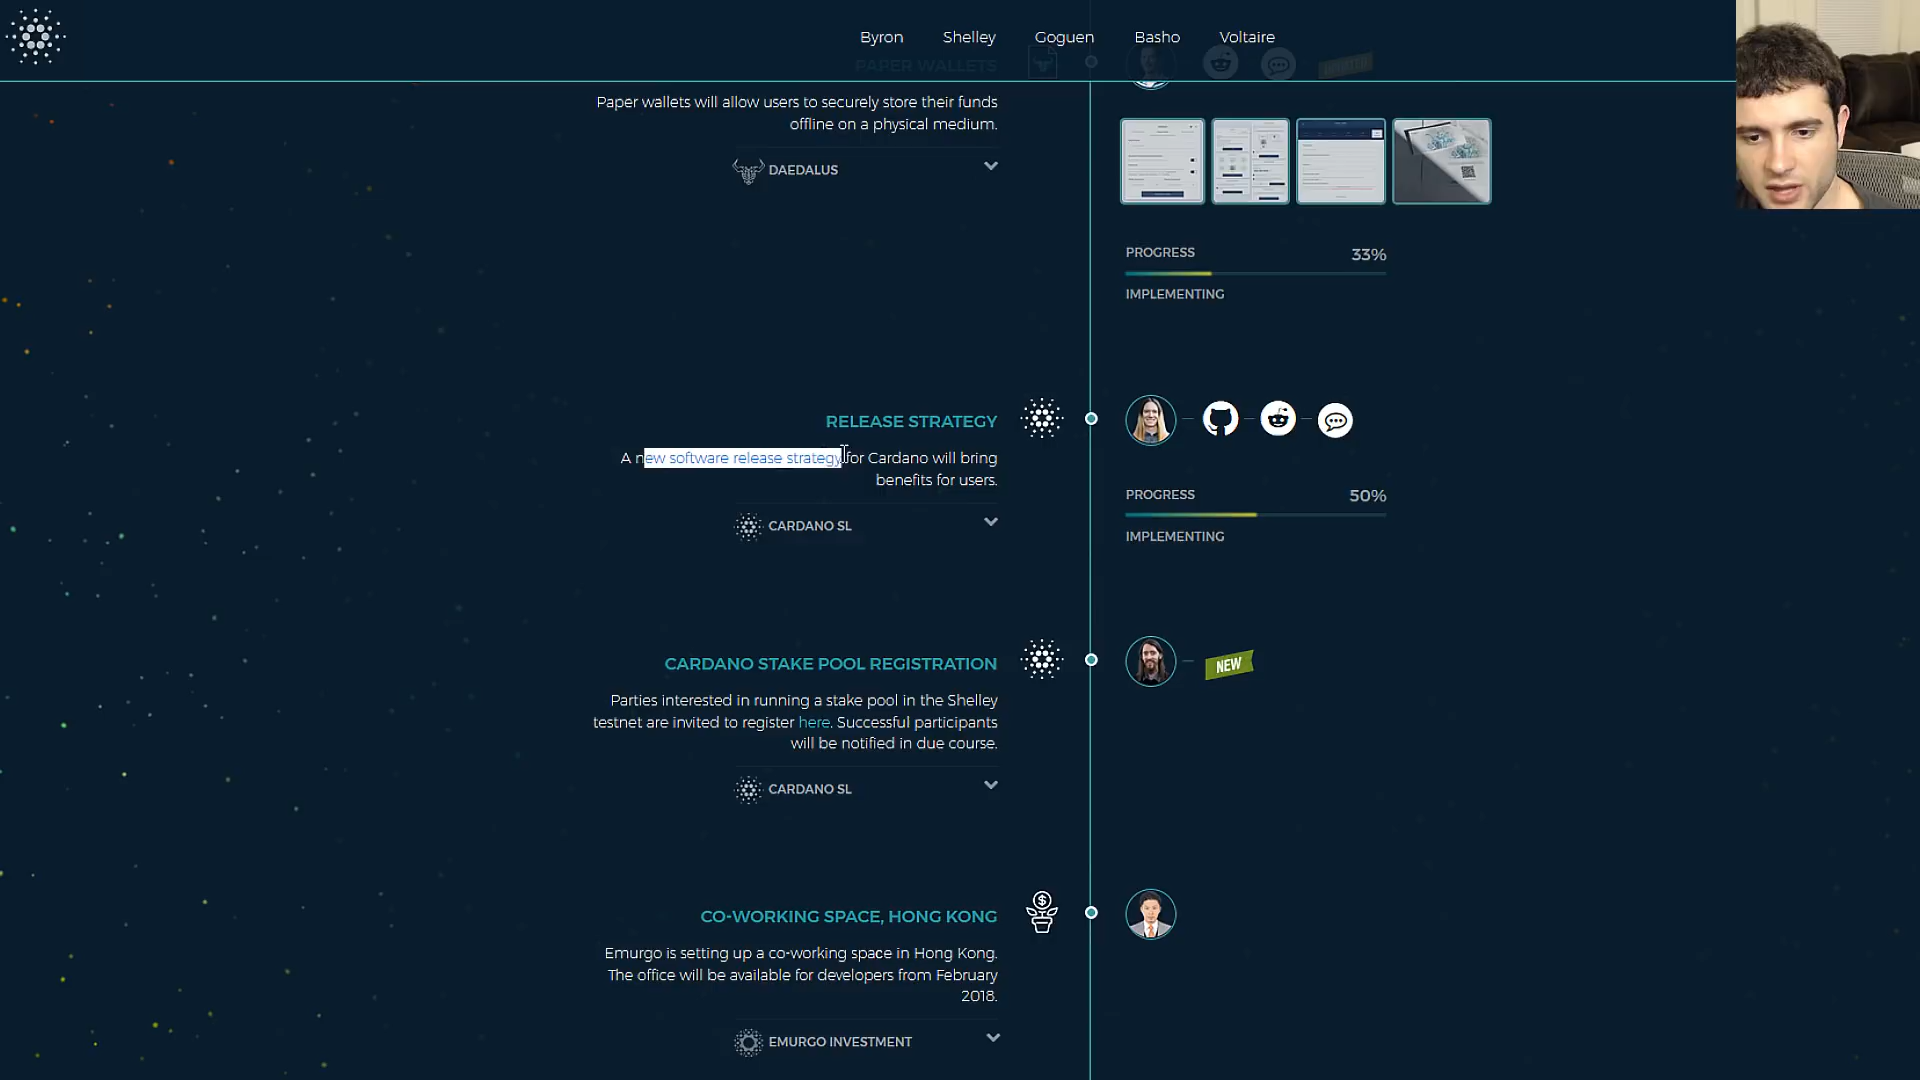 Byron Shelley Goguen Basho Voltaire
PAPER WALLETS
Paper wallets will allow users to securely store their funds
offline on a physical medium.
DAEDALUS
PROGRESS 33%
IMPLEMENTING
RELEASE STRATEGY
A new software release strategy for Cardano will bring
benefits for users.
CARDANO SL
PROGRESS 50%
IMPLEMENTING
CARDANO STAKE POOL REGISTRATION
NEW
Parties interested in running a stake pool in the Shelley
testnet are invited to register here. Successful participants
will be notified in due course.
CARDANO SL
CO-WORKING SPACE, HONG KONG
Emurgo is setting up a co-working space in Hong Kong.
The office will be available for developers from February
2018.
EMURGO INVESTMENT